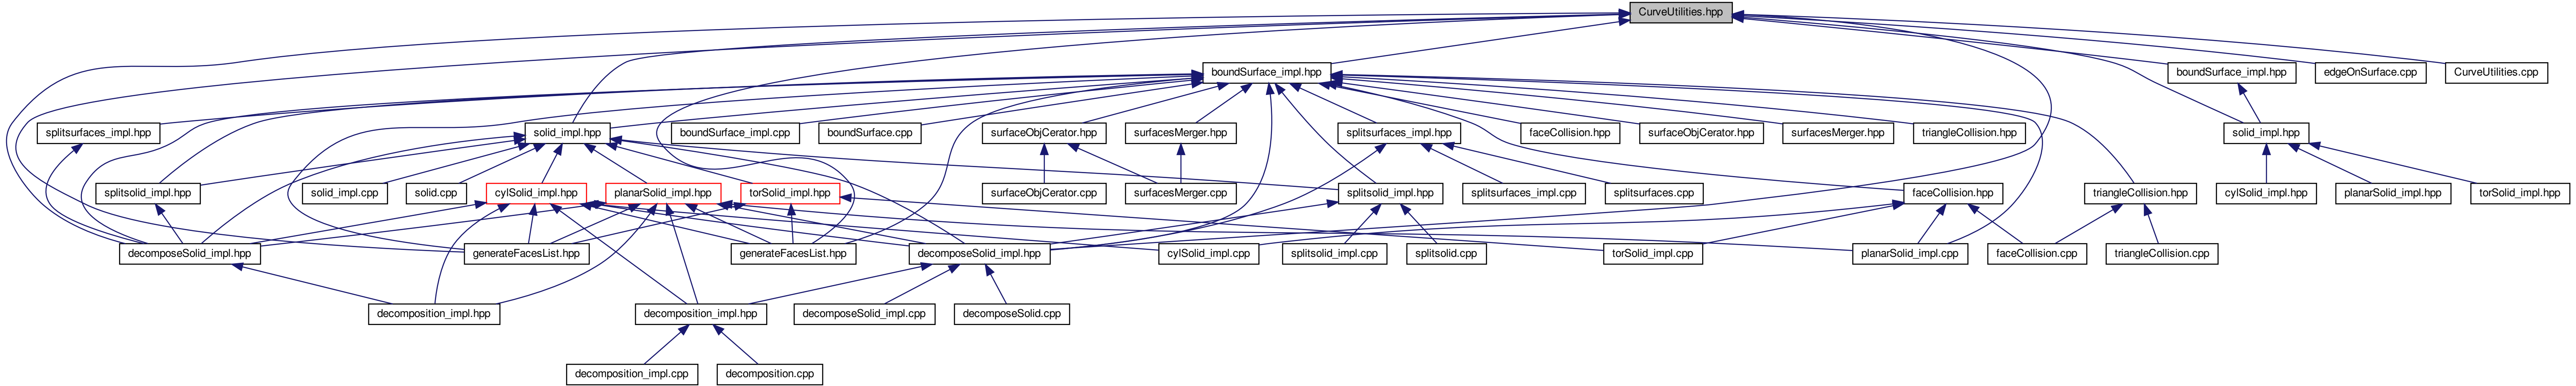 CurveUtilities.hpp
boundSurface_impl.hpp
boundSurface_impl.hpp
edgeOnSurface.cpp
CurveUtilities.cpp
splitsurfaces_impl.hpp
solid_impl.hpp
boundSurface_impl.cpp
boundSurface.cpp
surfaceObjCerator.hpp
surfacesMerger.hpp
splitsurfaces_impl.hpp
faceCollision.hpp
surfaceObjCerator.hpp
surfacesMerger.hpp
triangleCollision.hpp
solid_impl.hpp
splitsolid_impl.hpp
solid_impl.cpp
solid.cpp
cylSolid_impl.hpp
planarSolid_impl.hpp
torSolid_impl.hpp
surfaceObjCerator.cpp
surfacesMerger.cpp
splitsolid_impl.hpp
splitsurfaces_impl.cpp
splitsurfaces.cpp
faceCollision.hpp
triangleCollision.hpp
cylSolid_impl.hpp
planarSolid_impl.hpp
torSolid_impl.hpp
decomposeSolid_impl.hpp
generateFacesList.hpp
generateFacesList.hpp
decomposeSolid_impl.hpp
cylSolid_impl.cpp
splitsolid_impl.cpp
splitsolid.cpp
torSolid_impl.cpp
planarSolid_impl.cpp
faceCollision.cpp
triangleCollision.cpp
decomposition_impl.hpp
decomposition_impl.hpp
decomposeSolid_impl.cpp
decomposeSolid.cpp
decomposition_impl.cpp
decomposition.cpp